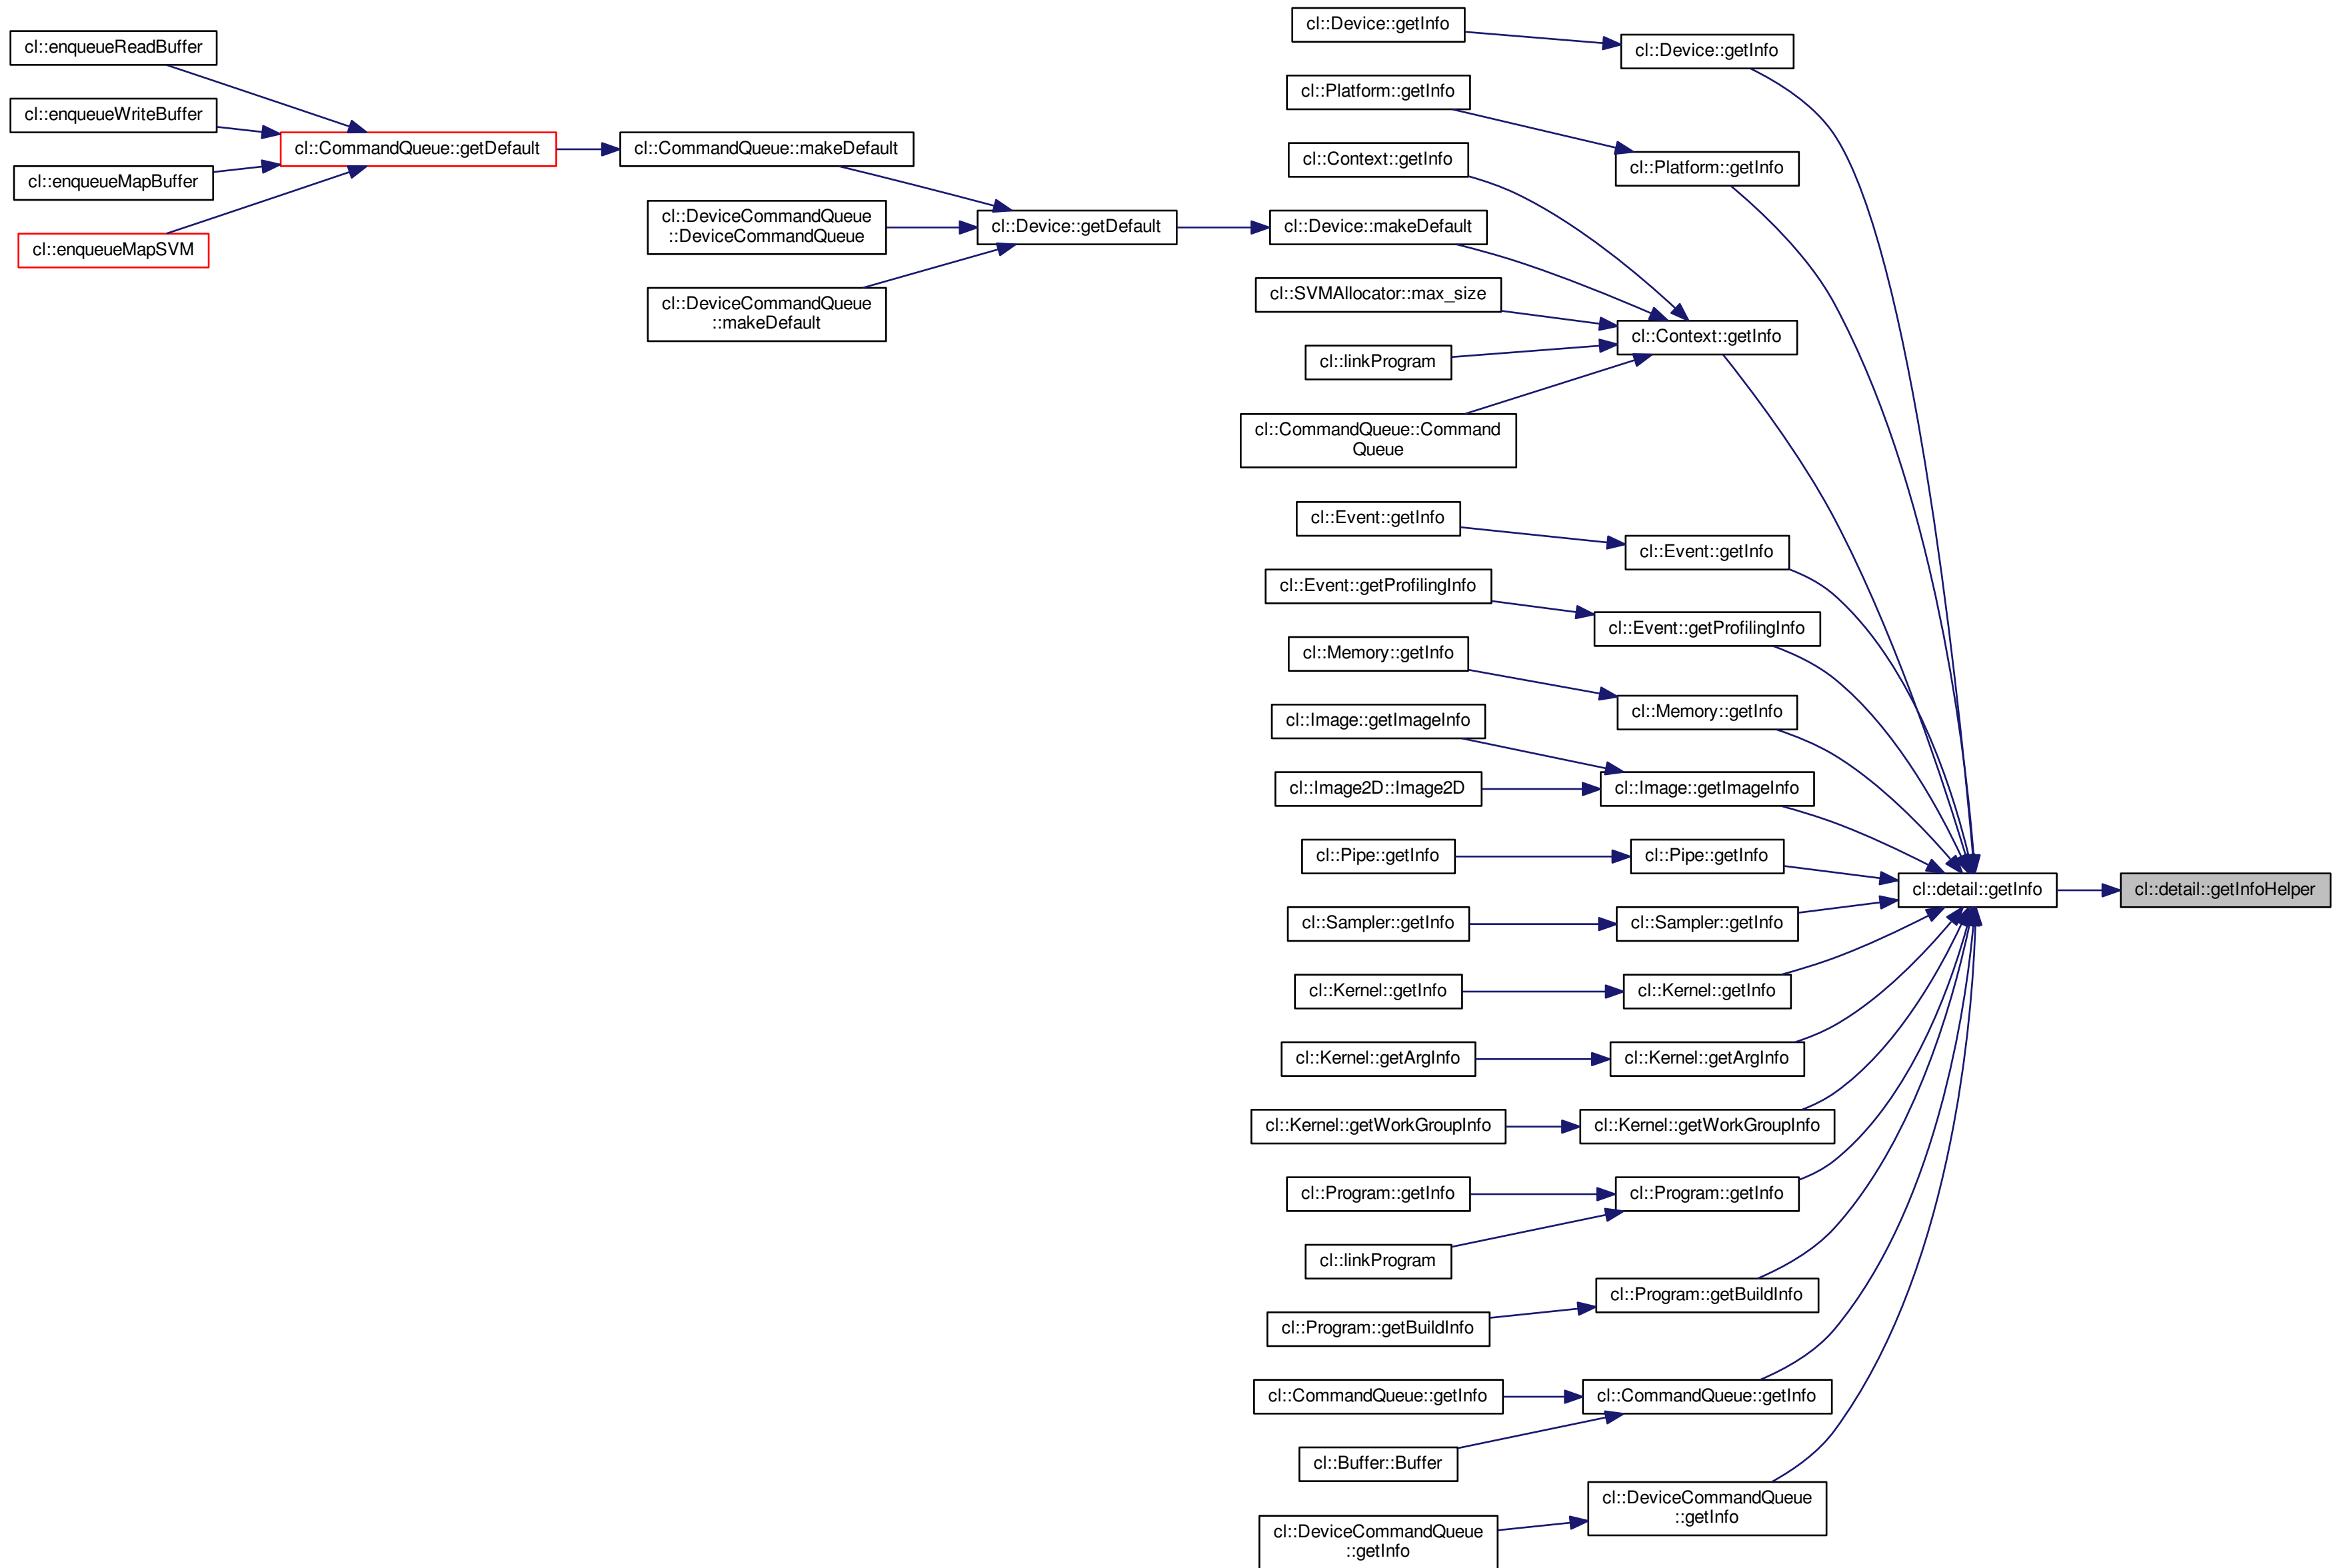 cl::enqueueReadBuffer
cl::enqueueWriteBuffer
cl::enqueueMapBuffer
cl::enqueueMapSVM
cl::CommandQueue::getDefault
cl::CommandQueue::makeDefault
cl::DeviceCommandQueue
::DeviceCommandQueue
cl::DeviceCommandQueue
::makeDefault
cl::Device::getDefault
cl::Device::getInfo
cl::Platform::getInfo
cl::Context::getInfo
cl::Device::makeDefault
cl::SVMAllocator::max_size
cl::linkProgram
cl::CommandQueue::Command
Queue
cl::Event::getInfo
cl::Event::getProfilingInfo
cl::Memory::getInfo
cl::Image::getImageInfo
cl::Image2D::Image2D
cl::Pipe::getInfo
cl::Sampler::getInfo
cl::Kernel::getInfo
cl::Kernel::getArgInfo
cl::Kernel::getWorkGroupInfo
cl::Program::getInfo
cl::linkProgram
cl::Program::getBuildInfo
cl::CommandQueue::getInfo
cl::Buffer::Buffer
cl::DeviceCommandQueue
::getInfo
cl::Device::getInfo
cl::Platform::getInfo
cl::Context::getInfo
cl::Event::getInfo
cl::Event::getProfilingInfo
cl::Memory::getInfo
cl::Image::getImageInfo
cl::Pipe::getInfo
cl::Sampler::getInfo
cl::Kernel::getInfo
cl::Kernel::getArgInfo
cl::Kernel::getWorkGroupInfo
cl::Program::getInfo
cl::Program::getBuildInfo
cl::CommandQueue::getInfo
cl::DeviceCommandQueue
::getInfo
cl::detail::getInfo
cl::detail::getInfoHelper